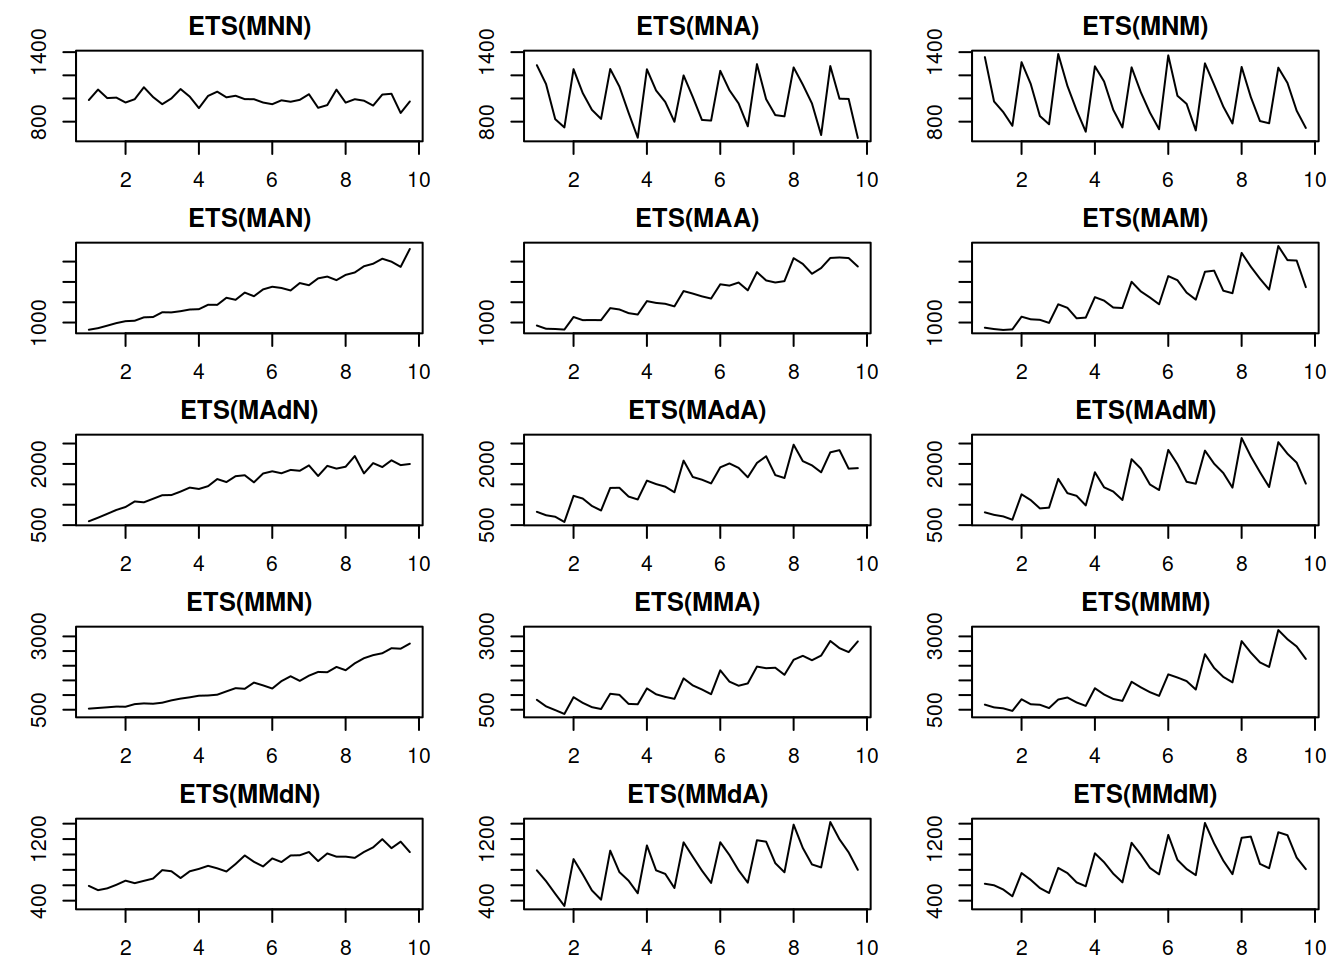 ETS(MNN) ETS(MNA) ETS(MNM)
1400 1400 1400
800 800 800
2 4 6 8 10 2 4 6 8 10 2 4 6 8 10
ETS(MAN) ETS(MAA) ETS(MAM)
1000 1000 1000
2 4 6 8 10 2 4 6 8 10 2 4 6 8 10
ETS(MAdN) ETS(MAdA) ETS(MAdM)
2000 2000 2000
500 500 500
2 4 6 8 10 2 4 6 8 10 2 4 6 8 10
ETS(MMN) ETS(MMA) ETS(MMM)
3000 3000 3000
500 500 500
2 4 6 8 10 2 4 6 8 10 2 4 6 8 10
ETS(MMdN) ETS(MMdA) ETS(MMdM)
1200 1200 1200
400 400 400
2 4 6 8 10 2 4 6 8 10 2 4 6 8 10